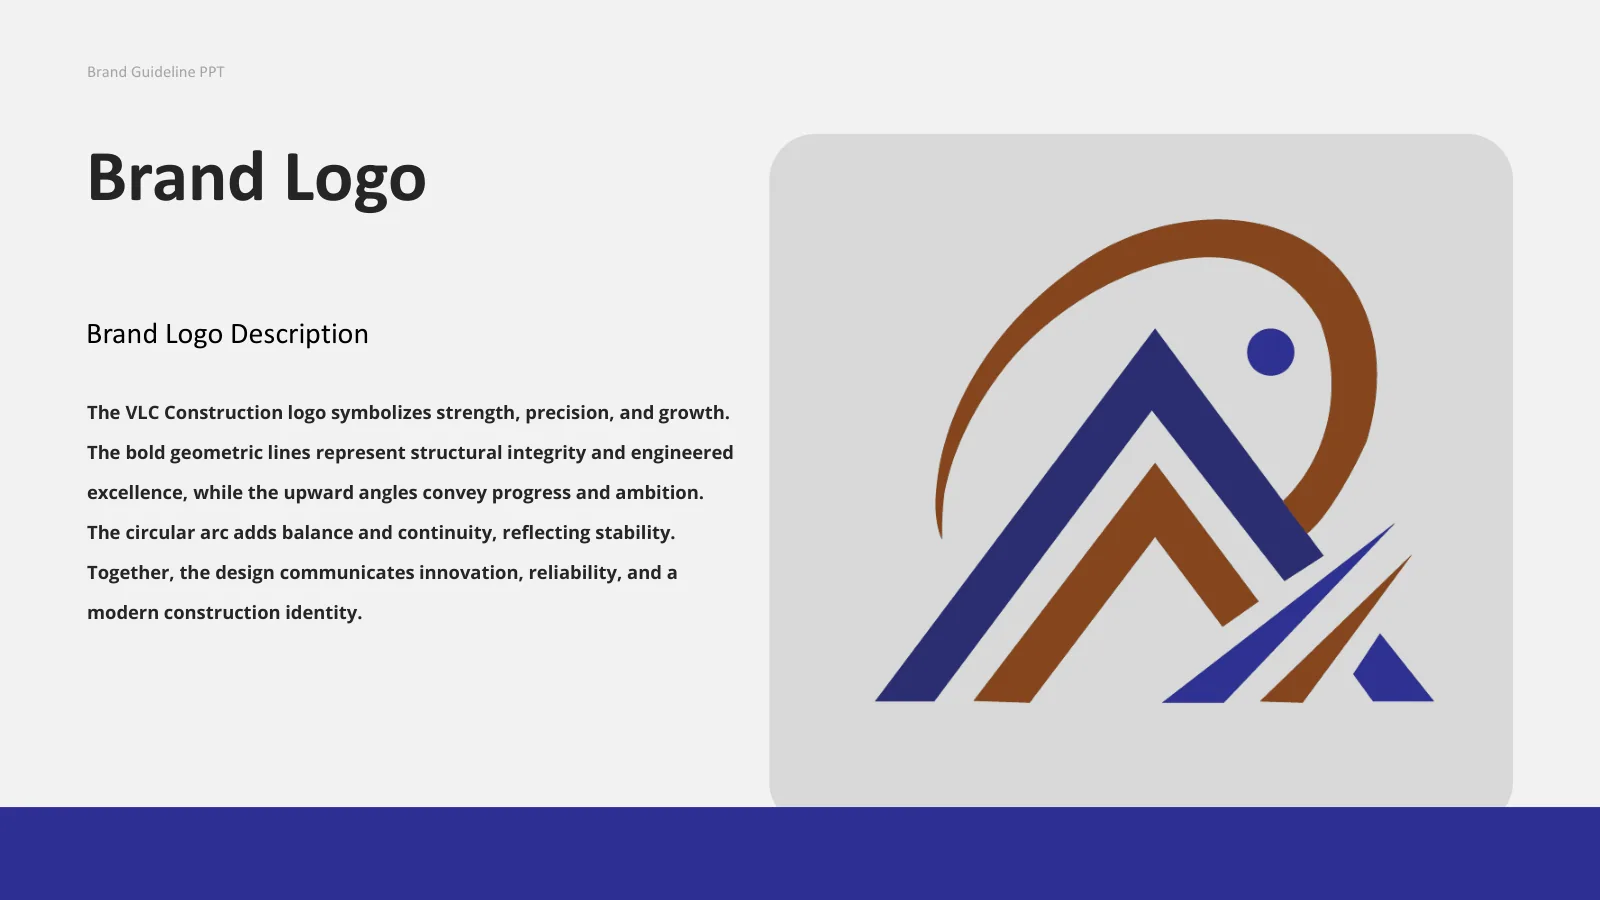 Brand Guideline PPT
Brand Logo
Brand Logo Description
The VLC Construction logo symbolizes strength, precision, and growth.
The bold geometric lines represent structural integrity and engineered
excellence, while the upward angles convey progress and ambition.
The circular arc adds balance and continuity, reflecting stability.
Together, the design communicates innovation, reliability, and a
modern construction identity.